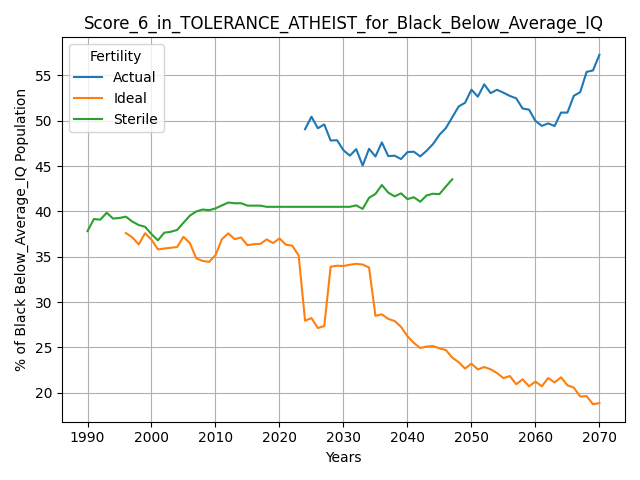 Score_6_in_TOLERANCE_ATHEIST_for_Black_Below_Average_IQ
% of Black Below_Average_IQ Population
Fertility
Actual
Ideal
Sterile
55
50
45
40
35
30
25
20
1990
2000
2010
2020
2030
2040
2050
2060
2070
Years